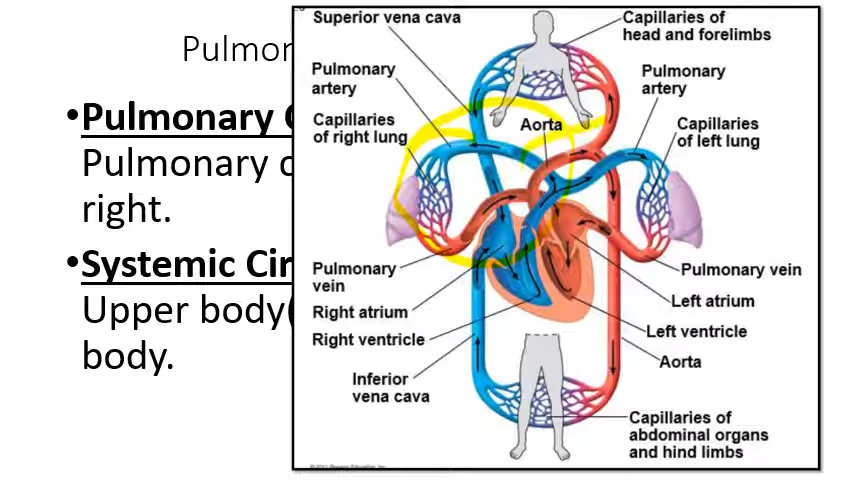 Pulmon
•Pulmonary
Pulmonary
right.
•Systemic Cir
Upper body(
body.
Superior vena cava
Capillaries of
head and forelimbs
Pulmonary
artery
Pulmonary
artery
Capillaries
of right lung
Aorta
Capillaries
of left lung
Pulmonary
vein
Pulmonary vein
Right atrium
Left atrium
Right ventricle
Left ventricle
Aorta
Inferior
vena cava
Capillaries of
abdominal organs
and hind limbs